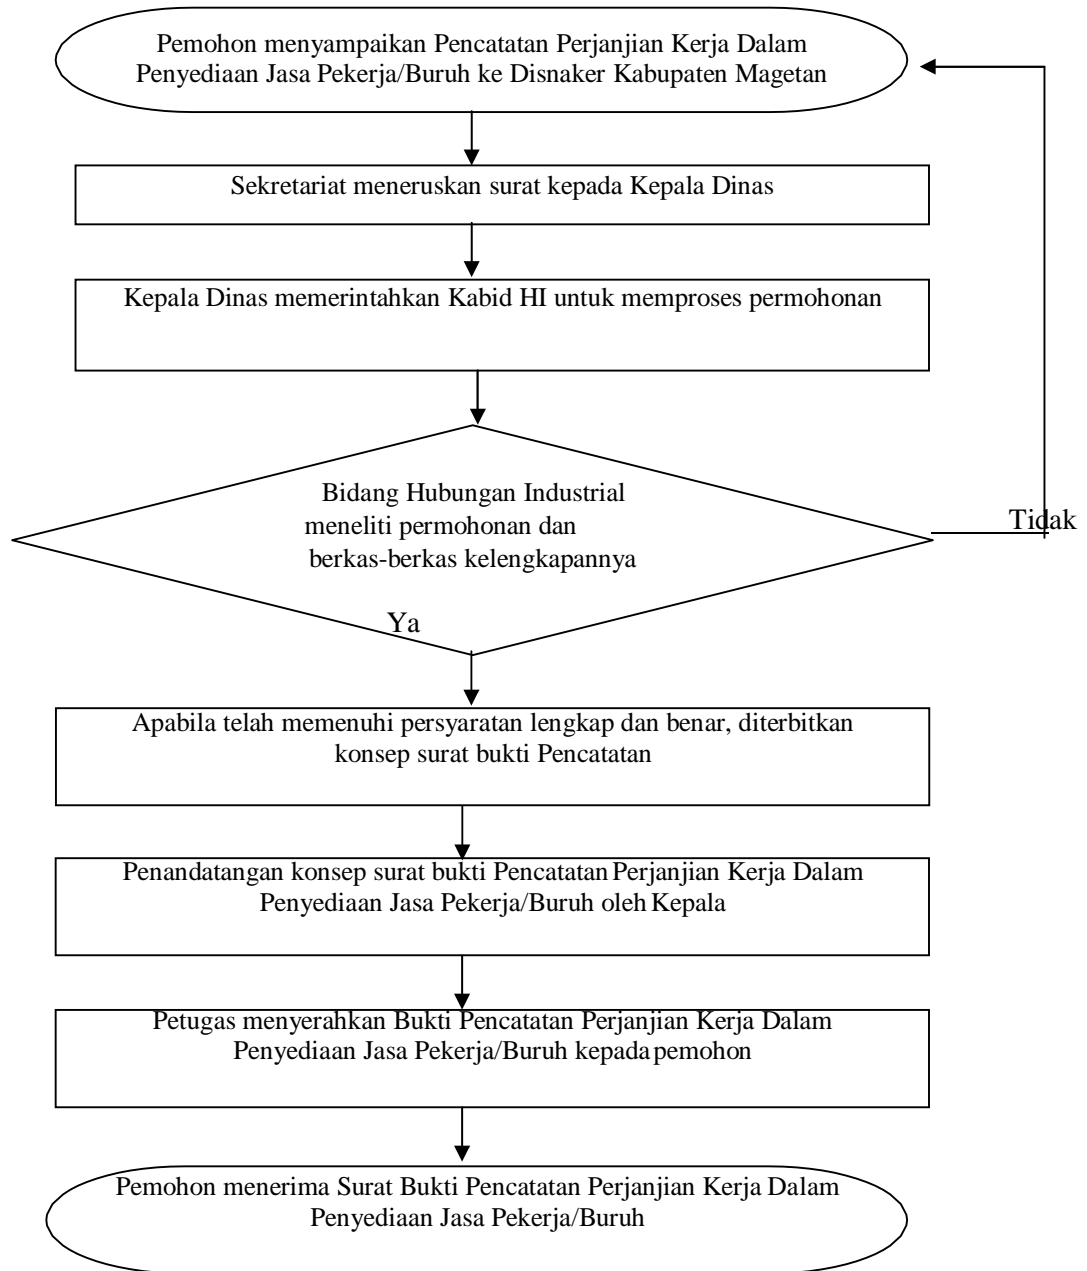 Pemohon menyampaikan Pencatatan Perjanjian Kerja Dalam
Penyediaan Jasa Pekerja/Buruh ke Disnaker Kabupaten Magetan
Sekretariat meneruskan surat kepada Kepala Dinas
Kepala Dinas memerintahkan Kabid HI untuk memproses permohonan
Bidang Hubungan Industrial
meneliti permohonan dan
berkas-berkas kelengkapannya
Tidak
Ya
Apabila telah memenuhi persyaratan lengkap dan benar, diterbitkan
konsep surat bukti Pencatatan
Penandatangan konsep surat bukti Pencatatan Perjanjian Kerja Dalam
Penyediaan Jasa Pekerja/Buruh oleh Kepala
Petugas menyerahkan Bukti Pencatatan Perjanjian Kerja Dalam
Penyediaan Jasa Pekerja/Buruh kepada pemohon
Pemohon menerima Surat Bukti Pencatatan Perjanjian Kerja Dalam
Penyediaan Jasa Pekerja/Buruh